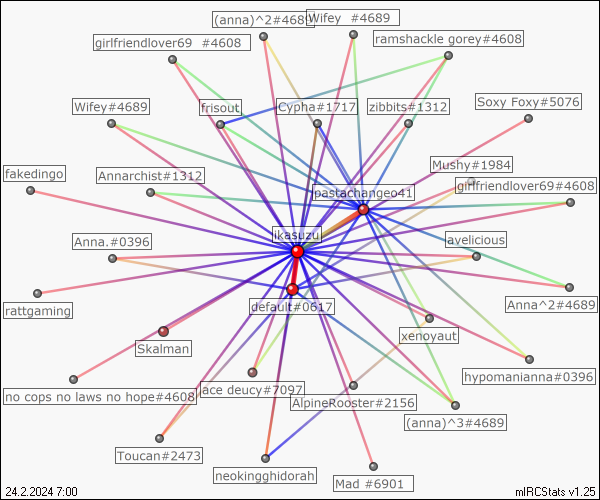 (anna)^2#4689
Wifey  #4689
girlfriendlover69  #4608
ramshackle gorey#4608
Wifey#4689
frisout
Cypha#1717
zibbits#1312
Soxy Foxy#5076
fakedingo
Annarchist#1312
Mushy#1984
pastachangeo41
girlfriendlover69#4608
Anna.#0396
ikasuzu
avelicious
rattgaming
default#0617
Anna^2#4689
Skalman
xenoyaut
no cops no laws no hope#4608
jace deucy#7097
AlpineRooster#2156
hypomanianna#0396
(anna)^3#4689
Toucan#2473
neokingghidorah
Mad #6901
24.2.2024 7:00
mIRCStats v1.25